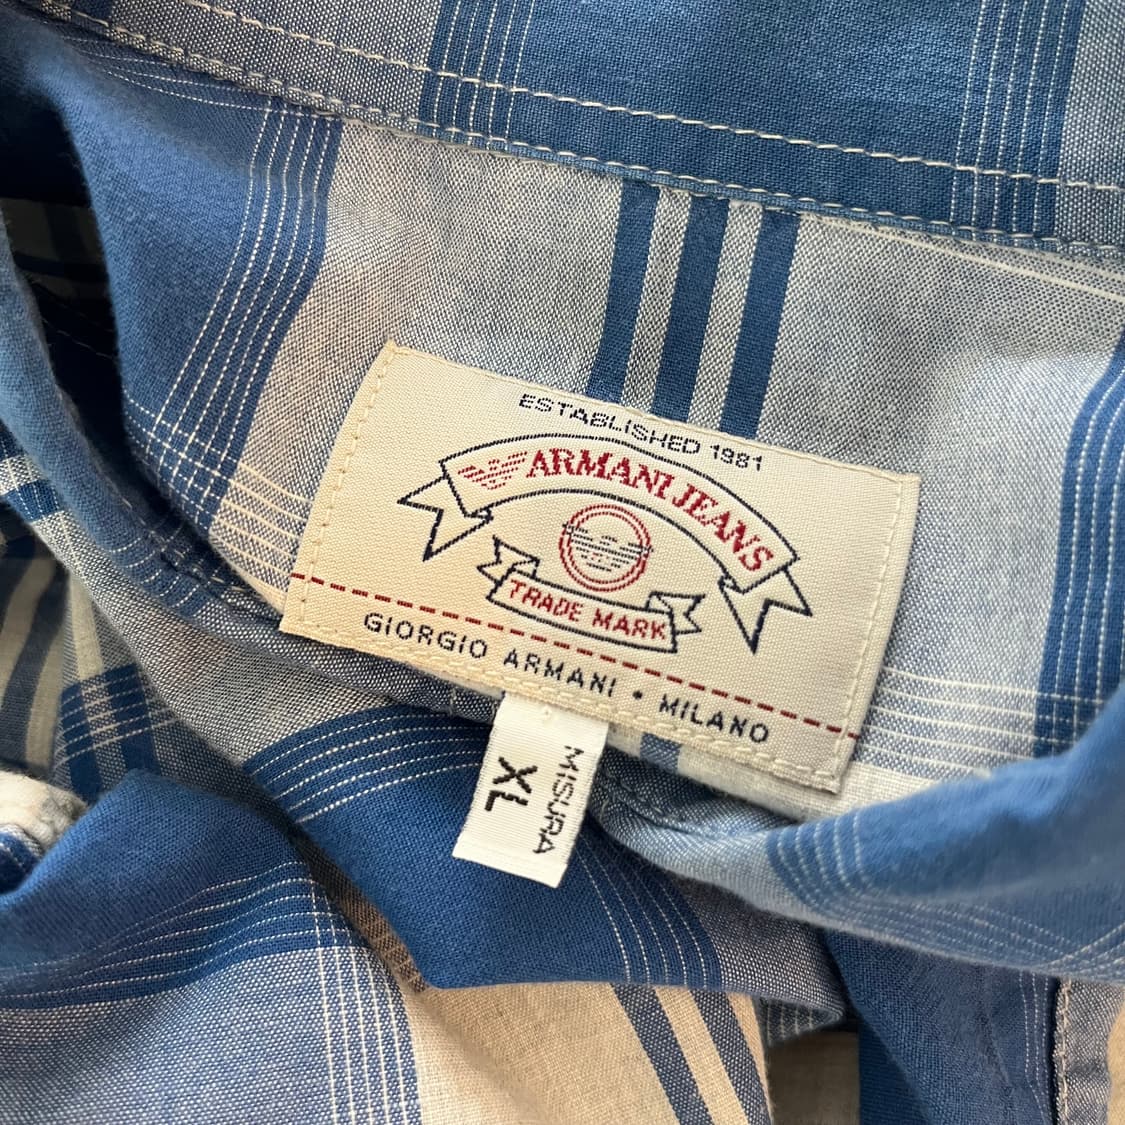 ESTABLISHED 1981
ARMANI JEANS
TRADE MARK
GIORGIO ARMANI • MILANO
MISURA
XL